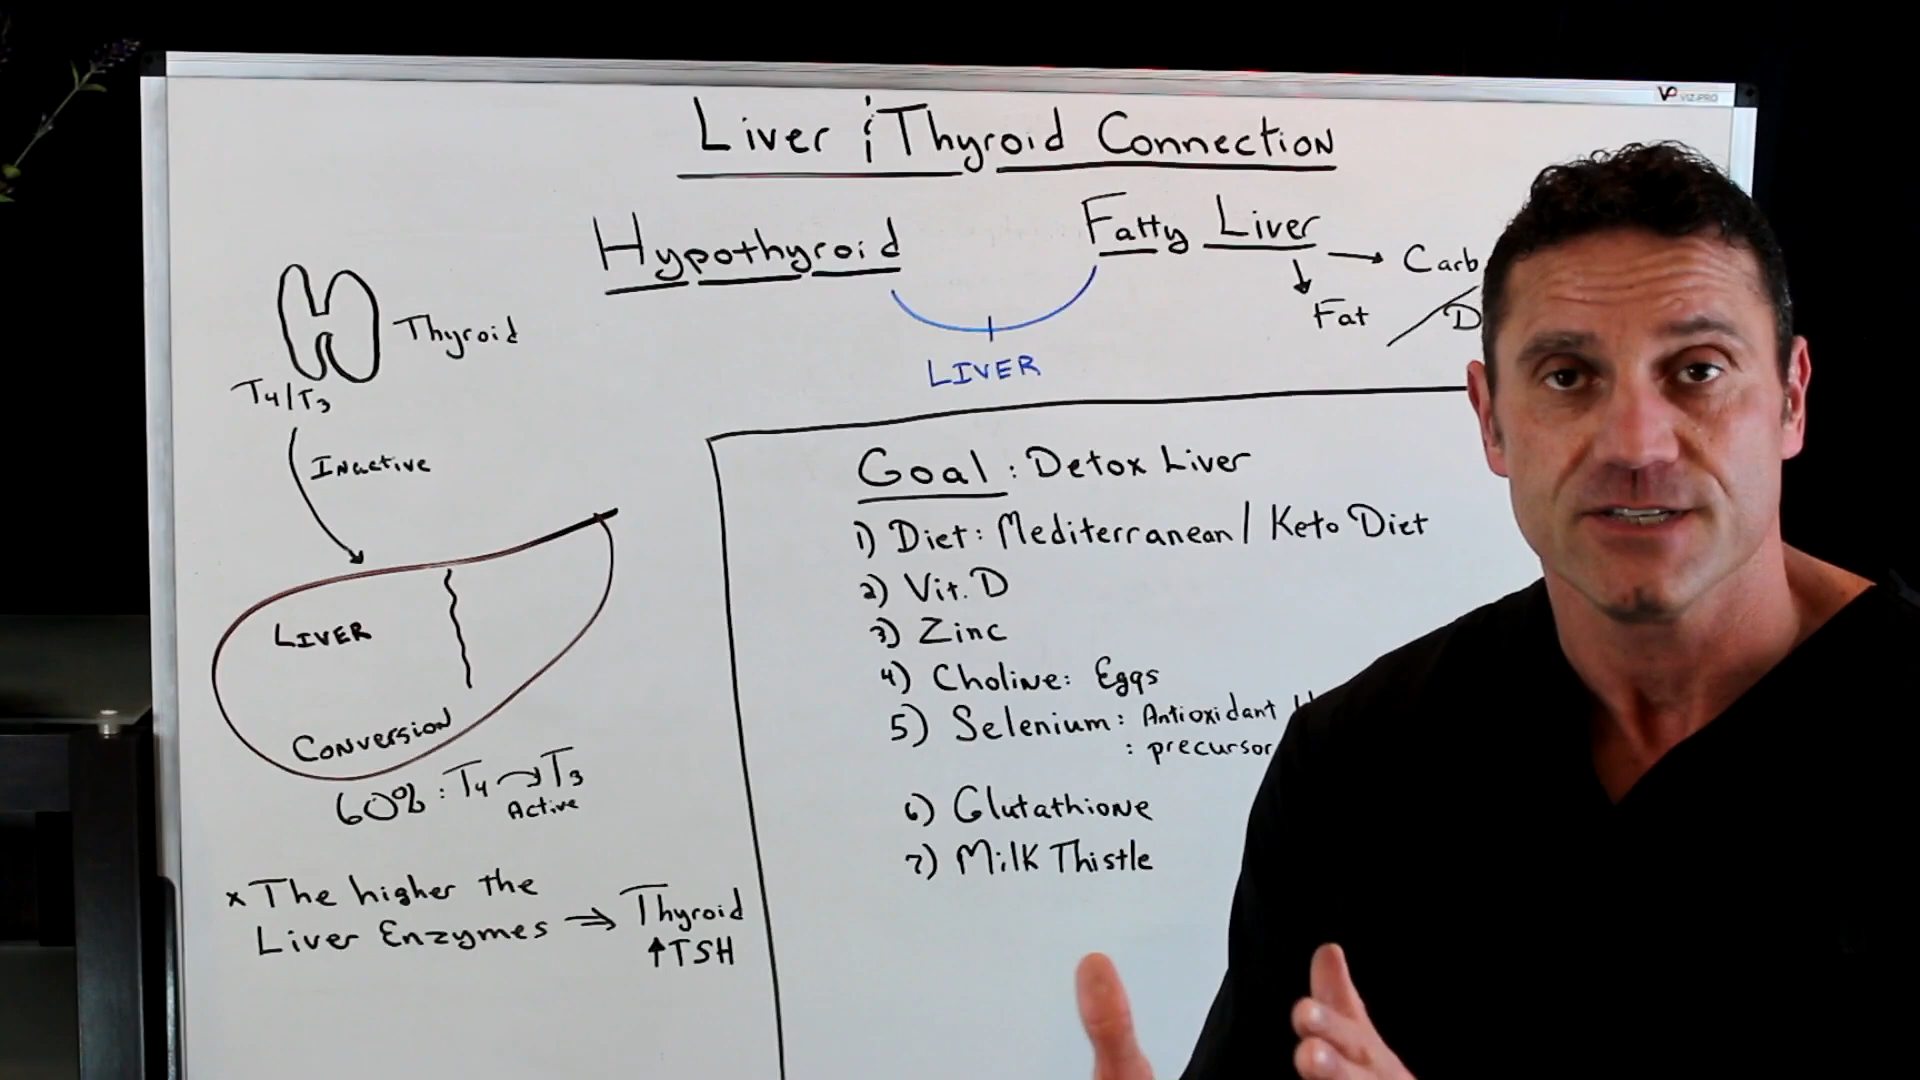 VIZ-PRO
Liver & Thyroid Connection
Hypothyroid
Fatty Liver → Carb
Fat
D
LIVER
Thyroid
T4/T3
Inactive
LIVER
CONVERSION
60% : T4 → T3
Active
x The higher the
Liver Enzymes ⇒ Thyroid
↑TSH
Goal : Detox Liver
1) Diet: Mediterranean / Keto Diet
2) Vit. D
3) Zinc
4) Choline: Eggs
5) Selenium: Antioxidant
: precursor
6) Glutathione
7) Milk Thistle